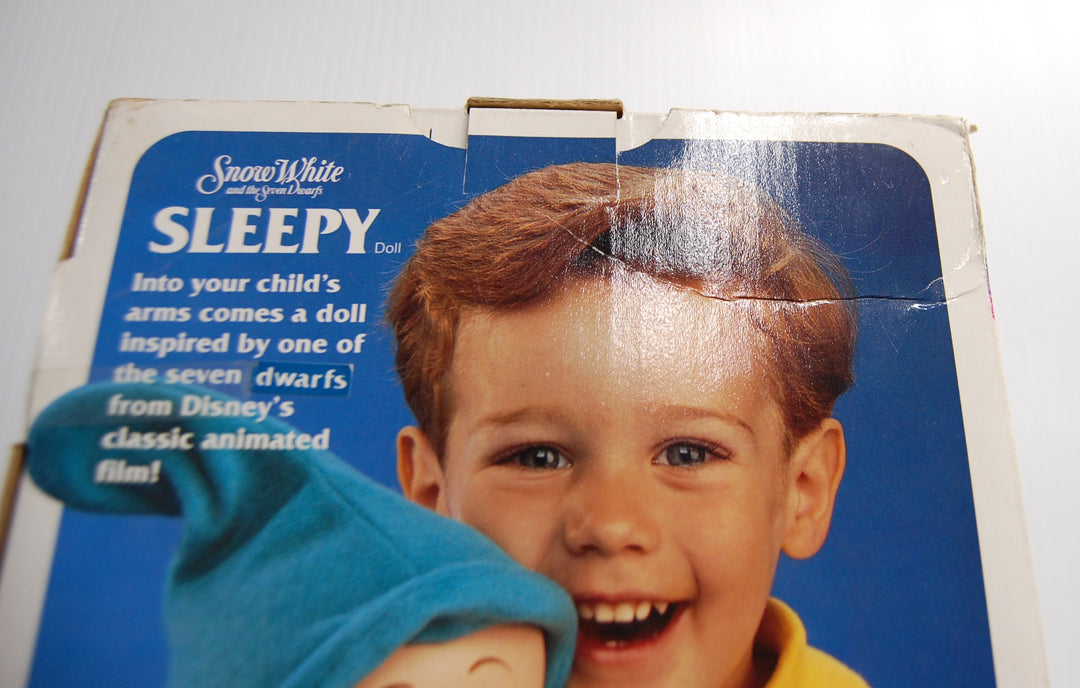 Snow White
and the Seven Dwarfs
SLEEPY Doll
Into your child's
arms comes a doll
inspired by one of
the seven dwarfs
from Disney's
classic animated
film!